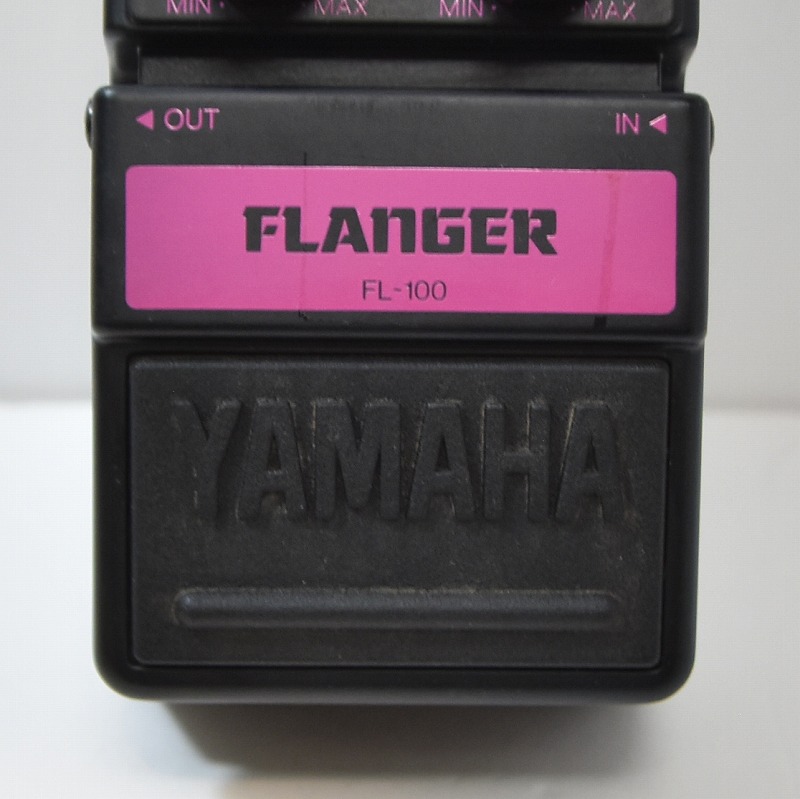 MIN · MAX MIN · MAX
◄ OUT IN ◄
FLANGER
FL-100
YAMAHA